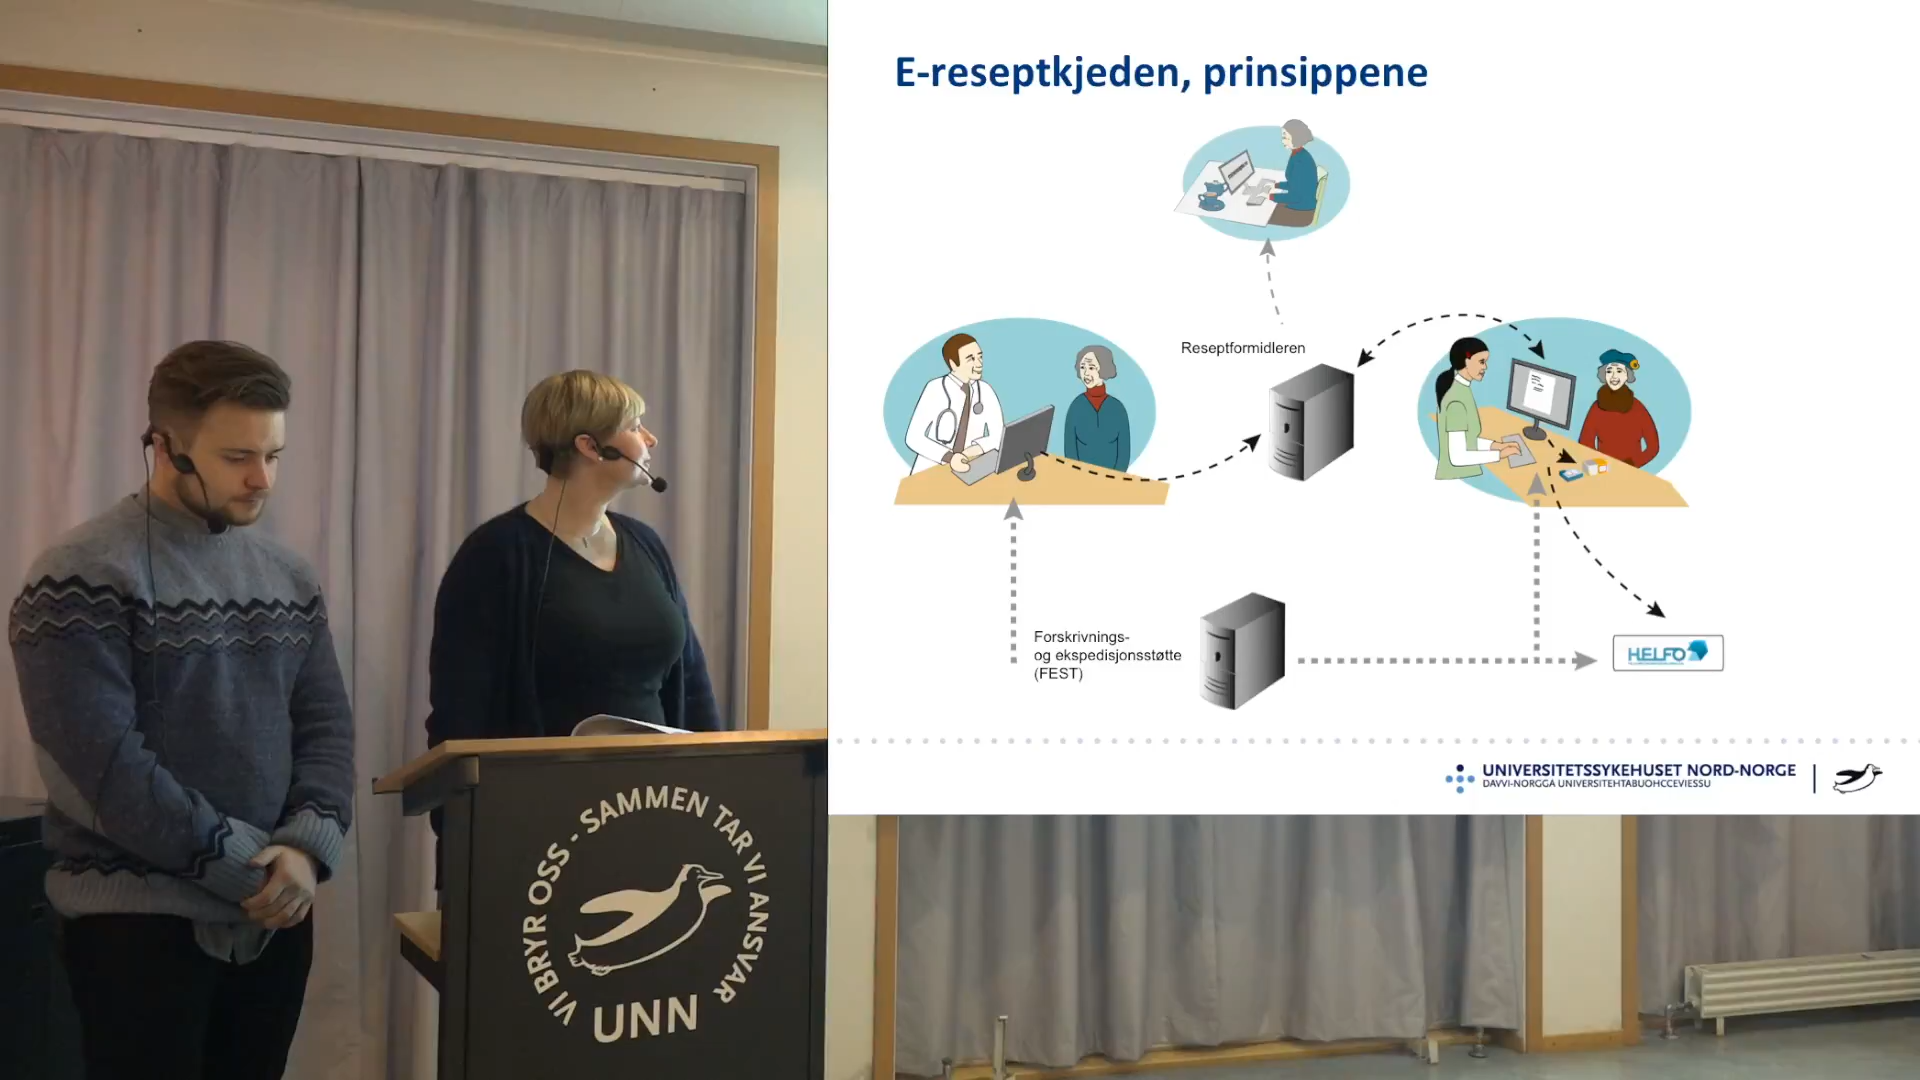 E-reseptkjeden, prinsippene
Reseptformidleren
Forskrivnings-
og ekspedisjonsstøtte
(FEST)
HELFO
UNIVERSITETSSYKEHUSET NORD-NORGE
DAVVI-NORGGA UNIVERSITEHTABUOHCCEVIESSU
VI BRYR OSS - SAMMEN TAR VI ANSVAR
UNN